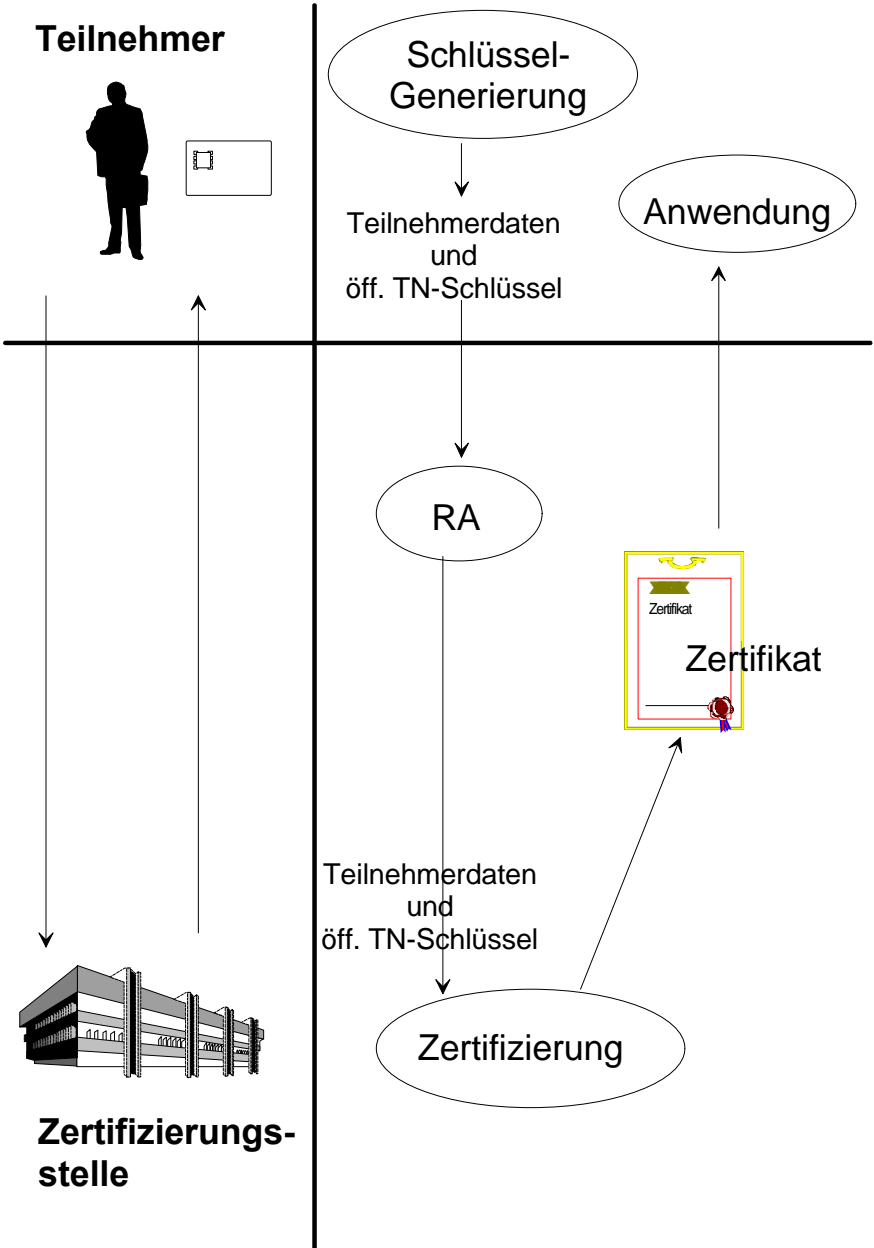 Teilnehmer
Schlüssel-
Generierung
Teilnehmerdaten
und
öff. TN-Schlüssel
Anwendung
RA
Zertifikat
Zertifikat
Teilnehmerdaten
und
öff. TN-Schlüssel
Zertifizierung
Zertifizierungs-
stelle